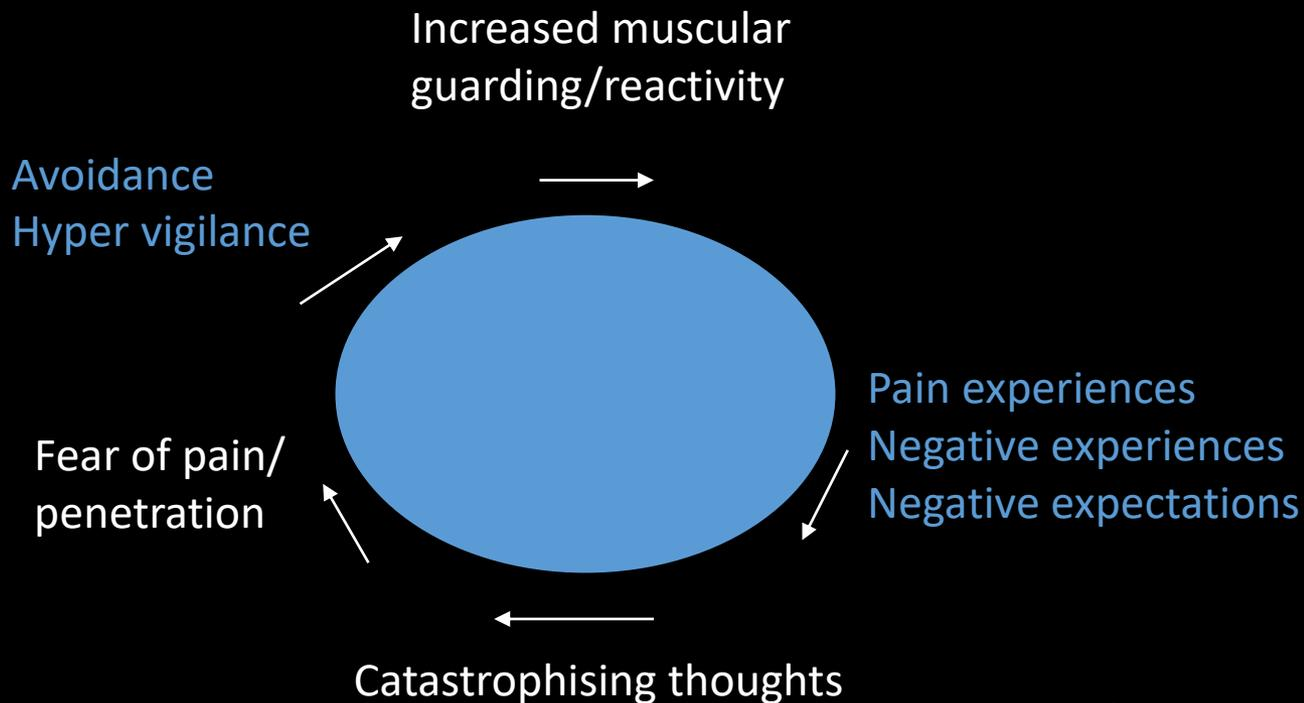 Increased muscular
guarding/reactivity
Avoidance
Hyper vigilance
Pain experiences
Negative experiences
Negative expectations
Fear of pain/
penetration
Catastrophising thoughts